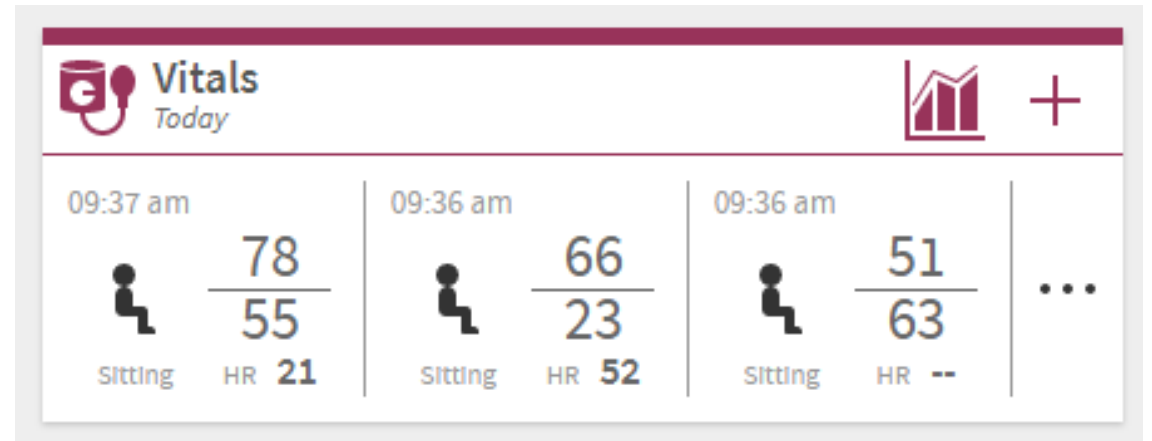 Vitals
Today
09:37 am
78
55
Sitting HR 21
09:36 am
66
23
Sitting HR 52
09:36 am
51
63
Sitting HR --
...